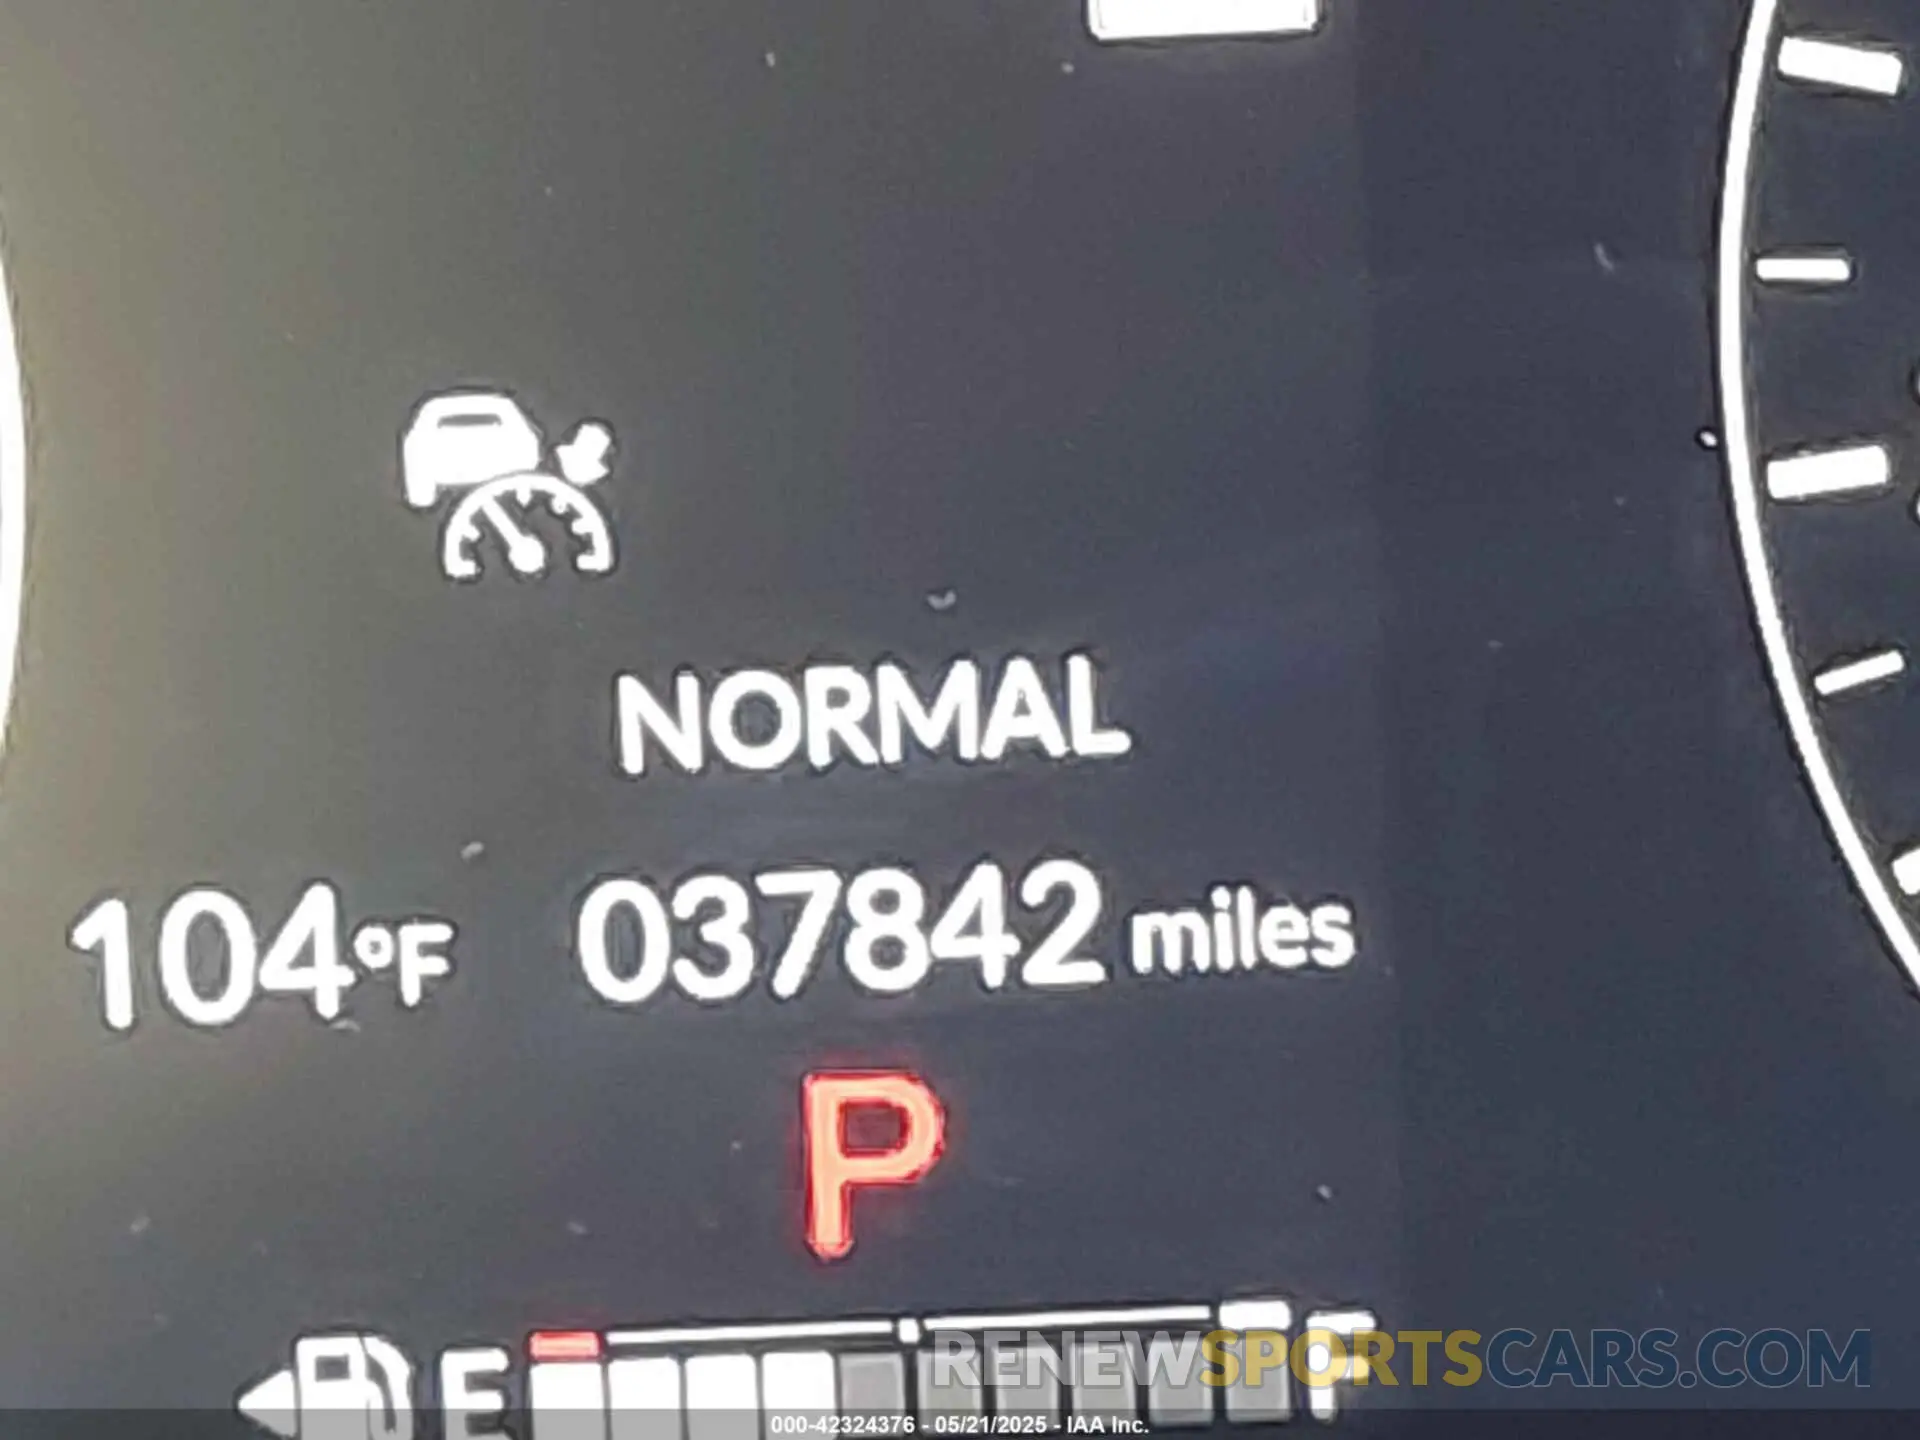 NORMAL
104°F 037842 miles
P
E F
RENEWSPORTSCARS.COM
000-42324376 - 05/21/2025 - IAA Inc.